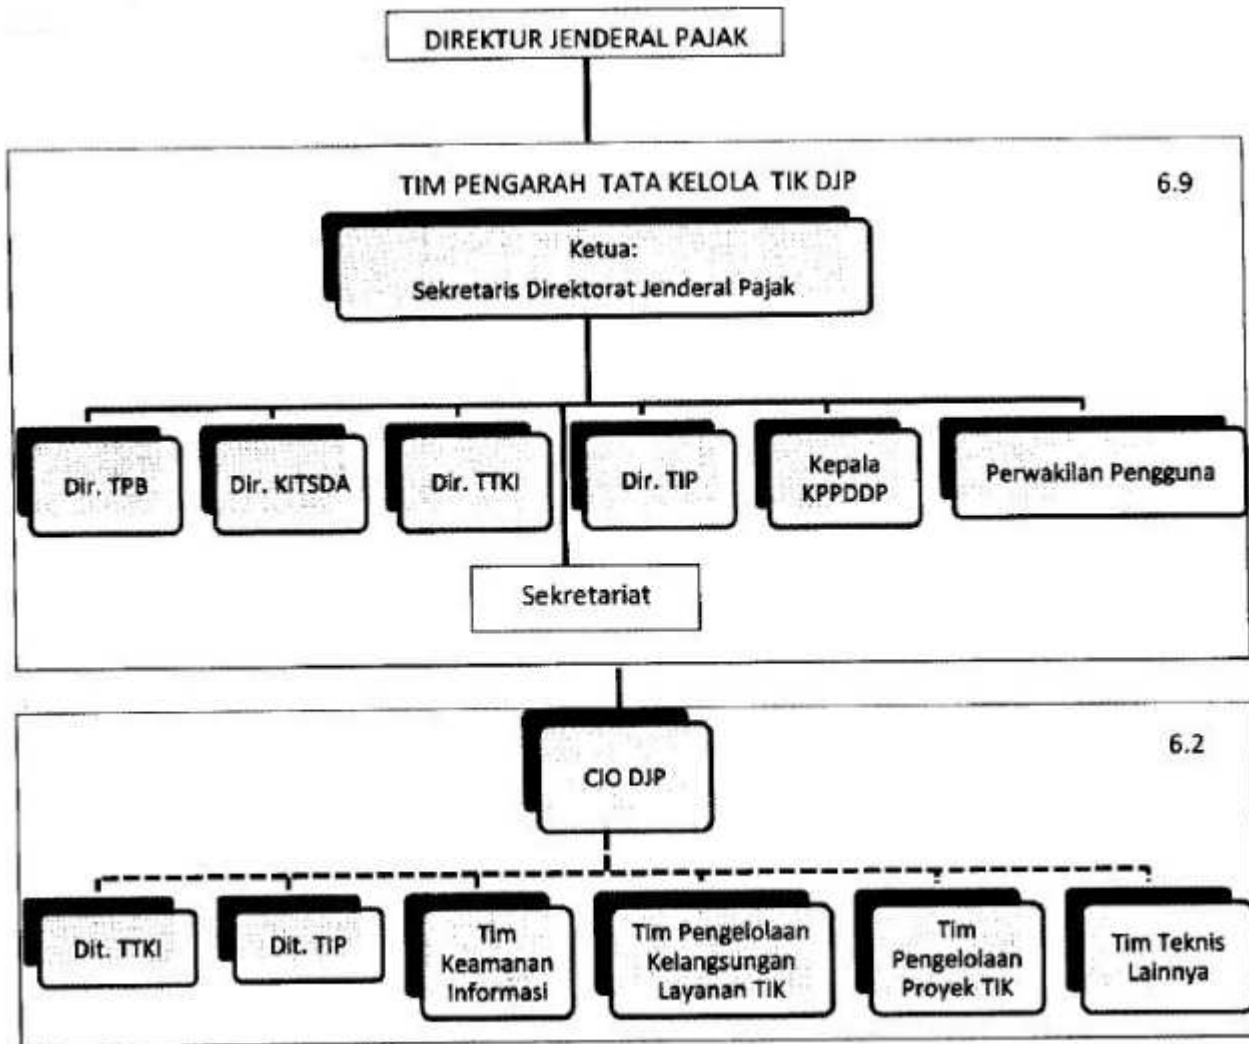 DIREKTUR JENDERAL PAJAK
TIM PENGARAH TATA KELOLA TIK DJP
6.9
Ketua:
Sekretaris Direktorat Jenderal Pajak
Dir. TPB
Dir. KITSDA
Dir. TTKI
Dir. TIP
Kepala
KPPDDP
Perwakilan Pengguna
Sekretariat
6.2
CIO DJP
Dit. TTKI
Dit. TIP
Tim
Keamanan
Informasi
Tim Pengelolaan
Kelangsungan
Layanan TIK
Tim
Pengelolaan
Proyek TIK
Tim Teknis
Lainnya